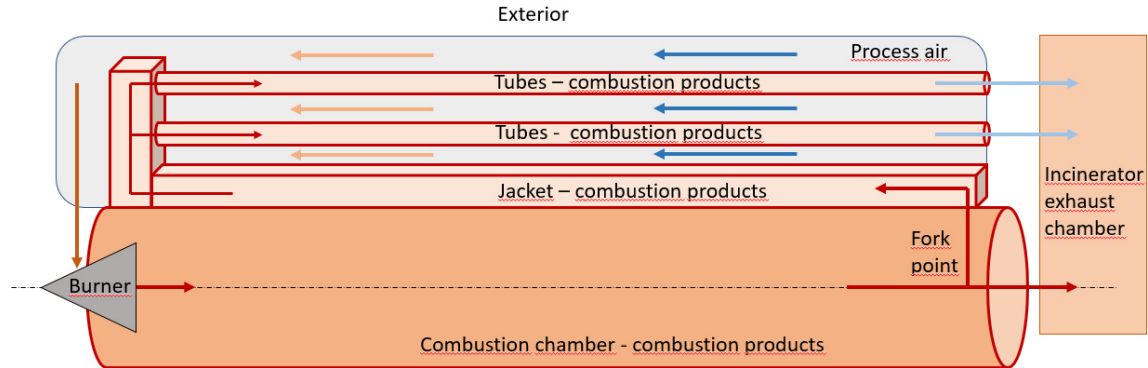 Exterior
Process air
Tubes – combustion products
Tubes - combustion products
Jacket – combustion products
Incinerator
exhaust
chamber
Fork
point
Burner
Combustion chamber - combustion products